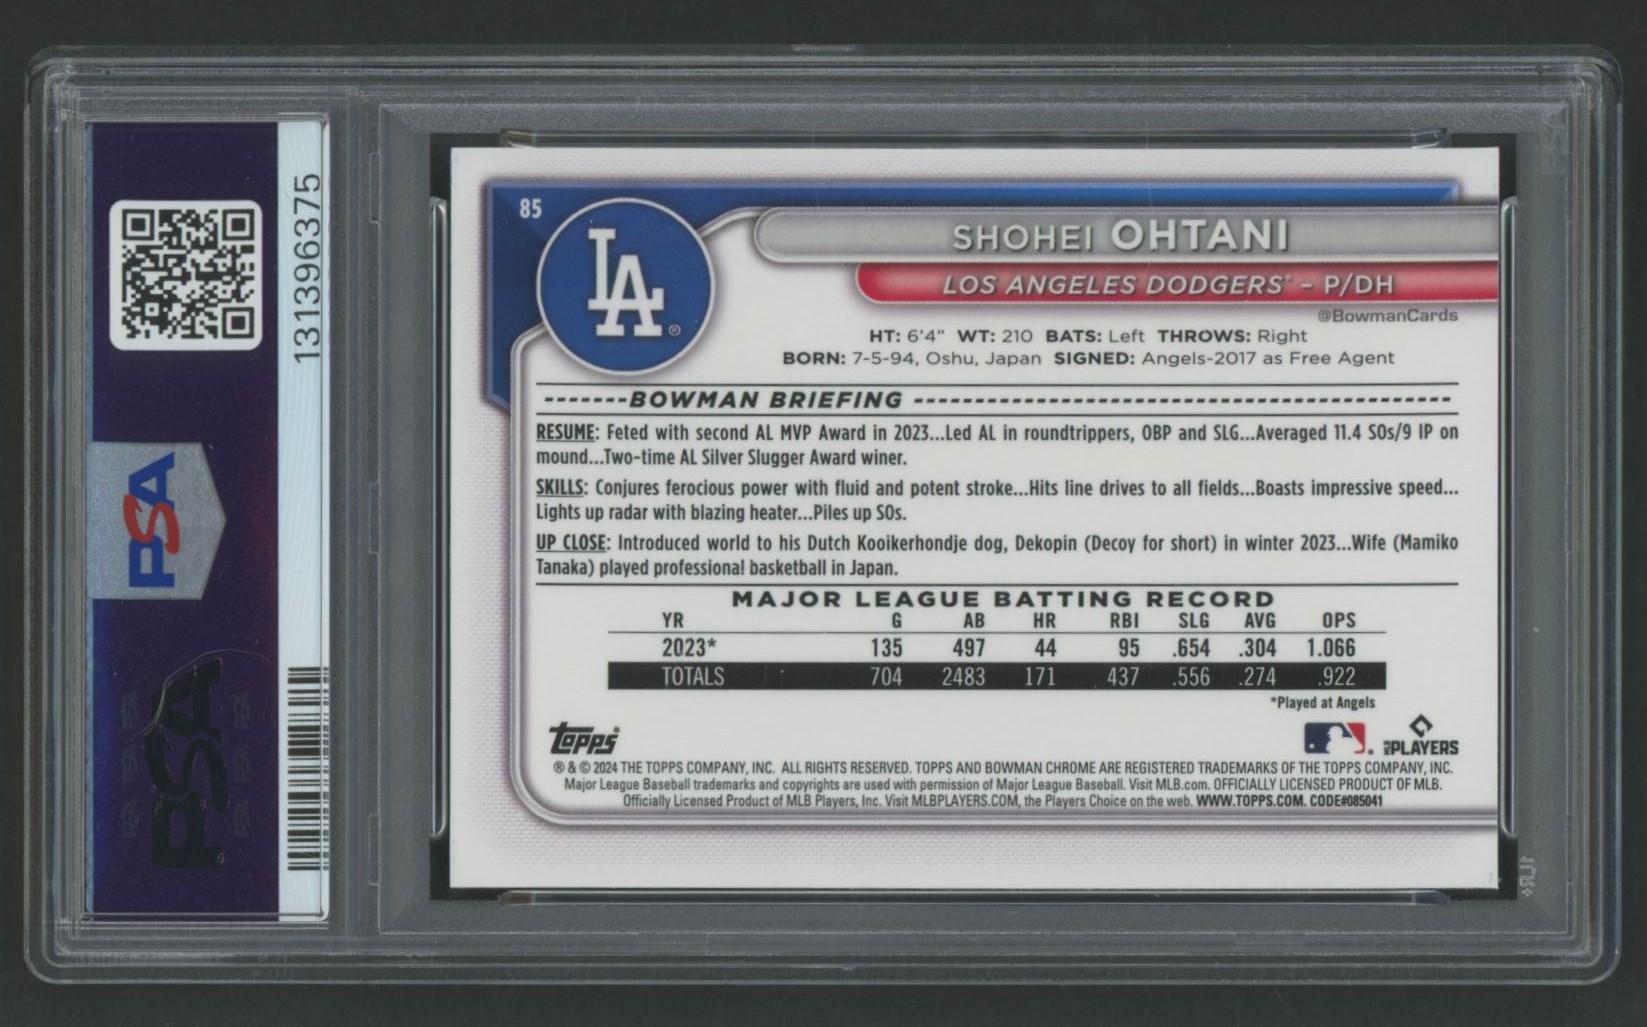 131396375
PSA
PSA
85
LA
SHOHEI OHTANI
LOS ANGELES DODGERS - P/DH
@BowmanCards
HT: 6'4" WT: 210 BATS: Left THROWS: Right
BORN: 7-5-94, Oshu, Japan SIGNED: Angels-2017 as Free Agent
BOWMAN BRIEFING
RESUME: Feted with second AL MVP Award in 2023...Led AL in roundtrippers, OBP and SLG...Averaged 11.4 SOs/9 IP on
mound...Two-time AL Silver Slugger Award winer.
SKILLS: Conjures ferocious power with fluid and potent stroke...Hits line drives to all fields...Boasts impressive speed...
Lights up radar with blazing heater...Piles up SOs.
UP CLOSE: Introduced world to his Dutch Kooikerhondje dog, Dekopin (Decoy for short) in winter 2023...Wife (Mamiko
Tanaka) played professional basketball in Japan.
MAJOR LEAGUE BATTING RECORD
YR G AB HR RBI SLG AVG OPS
2023* 135 497 44 95 .654 .304 1.066
TOTALS 704 2483 171 437 .556 .274 .922
*Played at Angels
topps
MLB PLAYERS
® & © 2024 THE TOPPS COMPANY, INC. ALL RIGHTS RESERVED. TOPPS AND BOWMAN CHROME ARE REGISTERED TRADEMARKS OF THE TOPPS COMPANY, INC.
Major League Baseball trademarks and copyrights are used with permission of Major League Baseball. Visit MLB.com. OFFICIALLY LICENSED PRODUCT OF MLB.
Officially Licensed Product of MLB Players, Inc. Visit MLBPLAYERS.COM, the Players Choice on the web. WWW.TOPPS.COM. CODE#085041